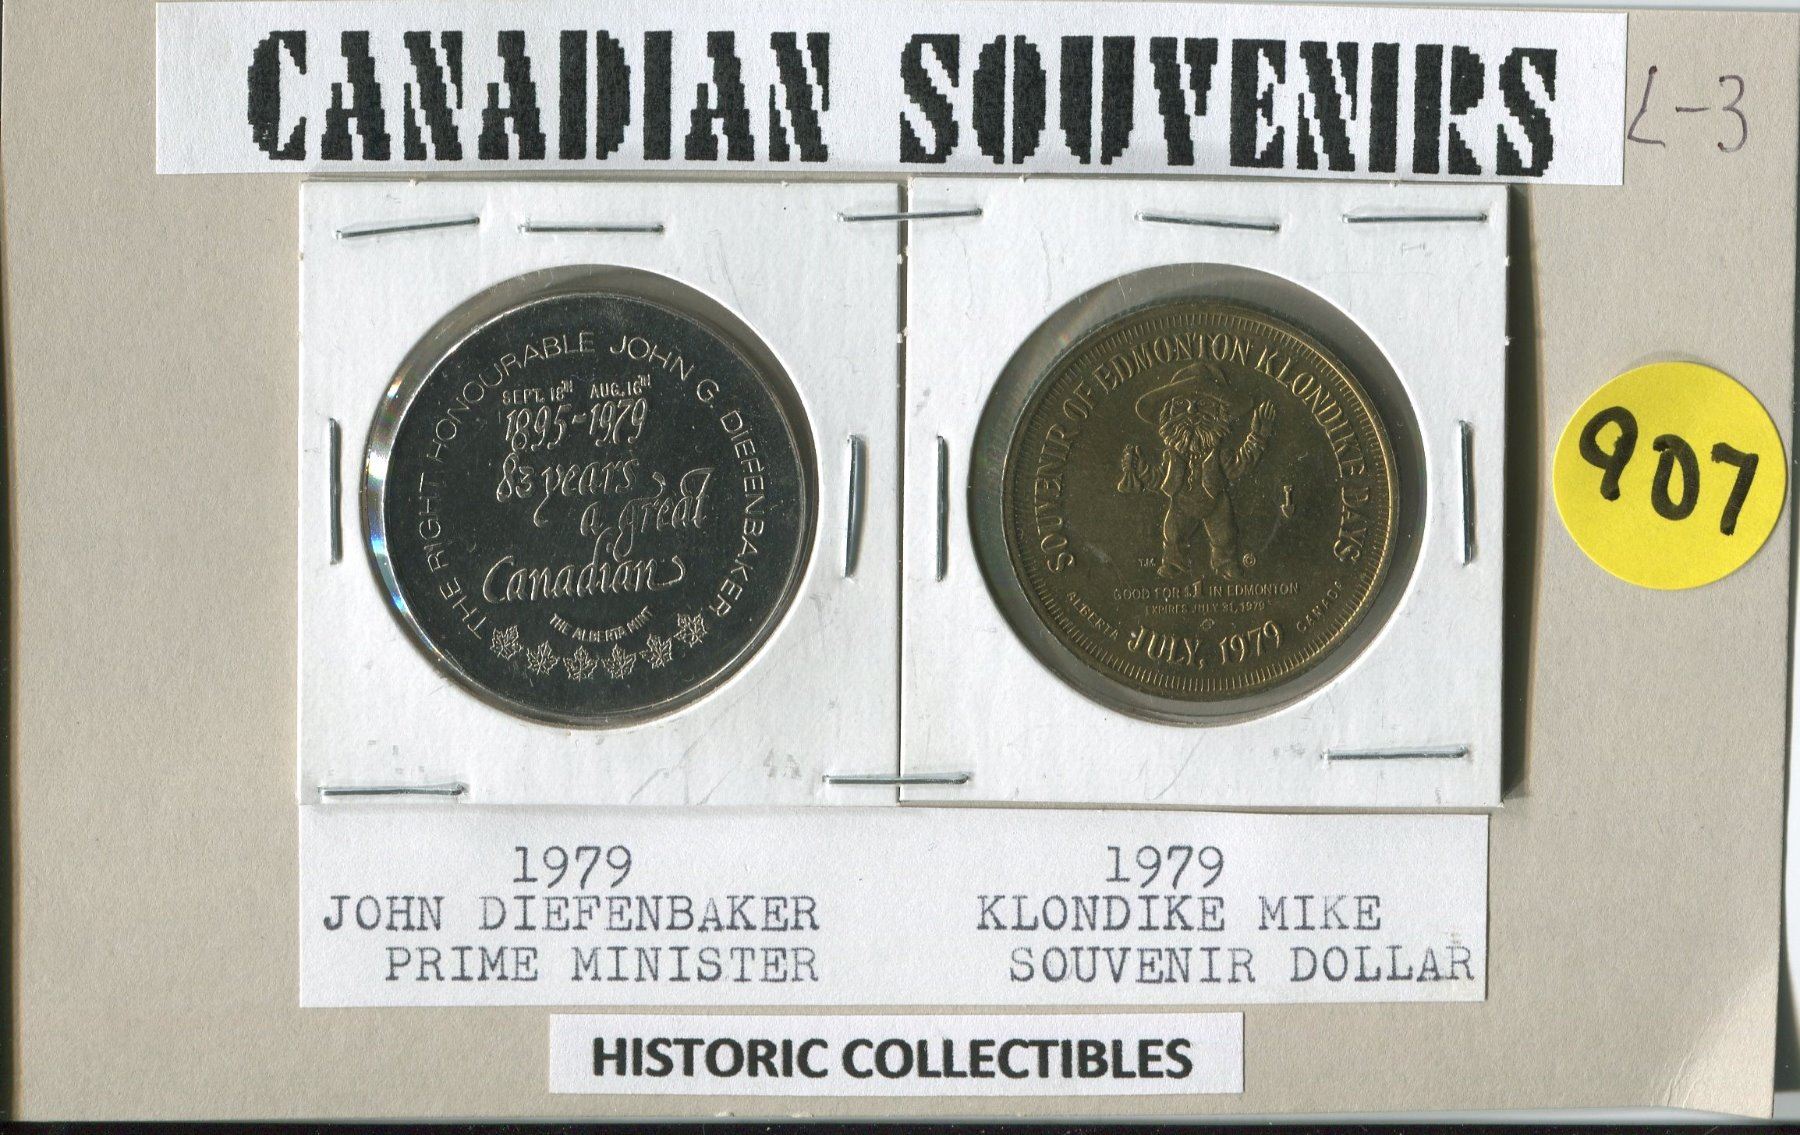 CANADIAN SOUVENIRS
L-3
907
THE RIGHT HONOURABLE JOHN G. DIEFENBAKER
SEPT. 18TH AUG. 16TH
1895-1979
83 years
a great
Canadian
THE ALBERTA MINT
SOUVENIR OF EDMONTON KLONDIKE DAYS
T.M. ©
GOOD FOR $1 IN EDMONTON
EXPIRES JULY 31, 1979
ALBERTA CANADA
JULY, 1979
1979
JOHN DIEFENBAKER
PRIME MINISTER
1979
KLONDIKE MIKE
SOUVENIR DOLLAR
HISTORIC COLLECTIBLES